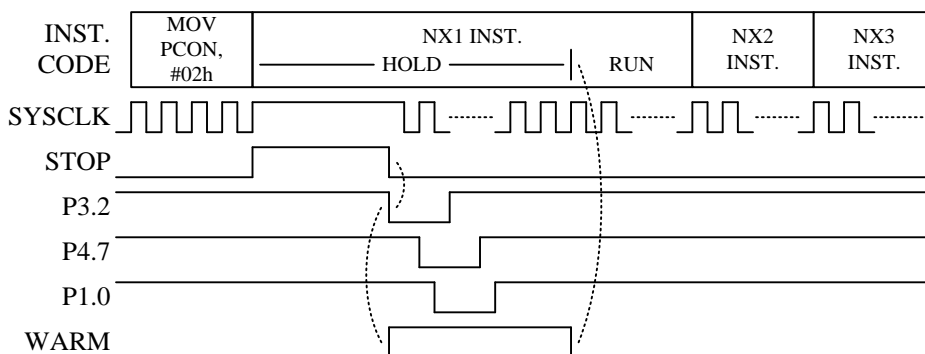 INST.
CODE
MOV
PCON,
#02h
NX1 INST.
HOLD
RUN
NX2
INST.
NX3
INST.
SYSCLK
STOP
P3.2
P4.7
P1.0
WARM